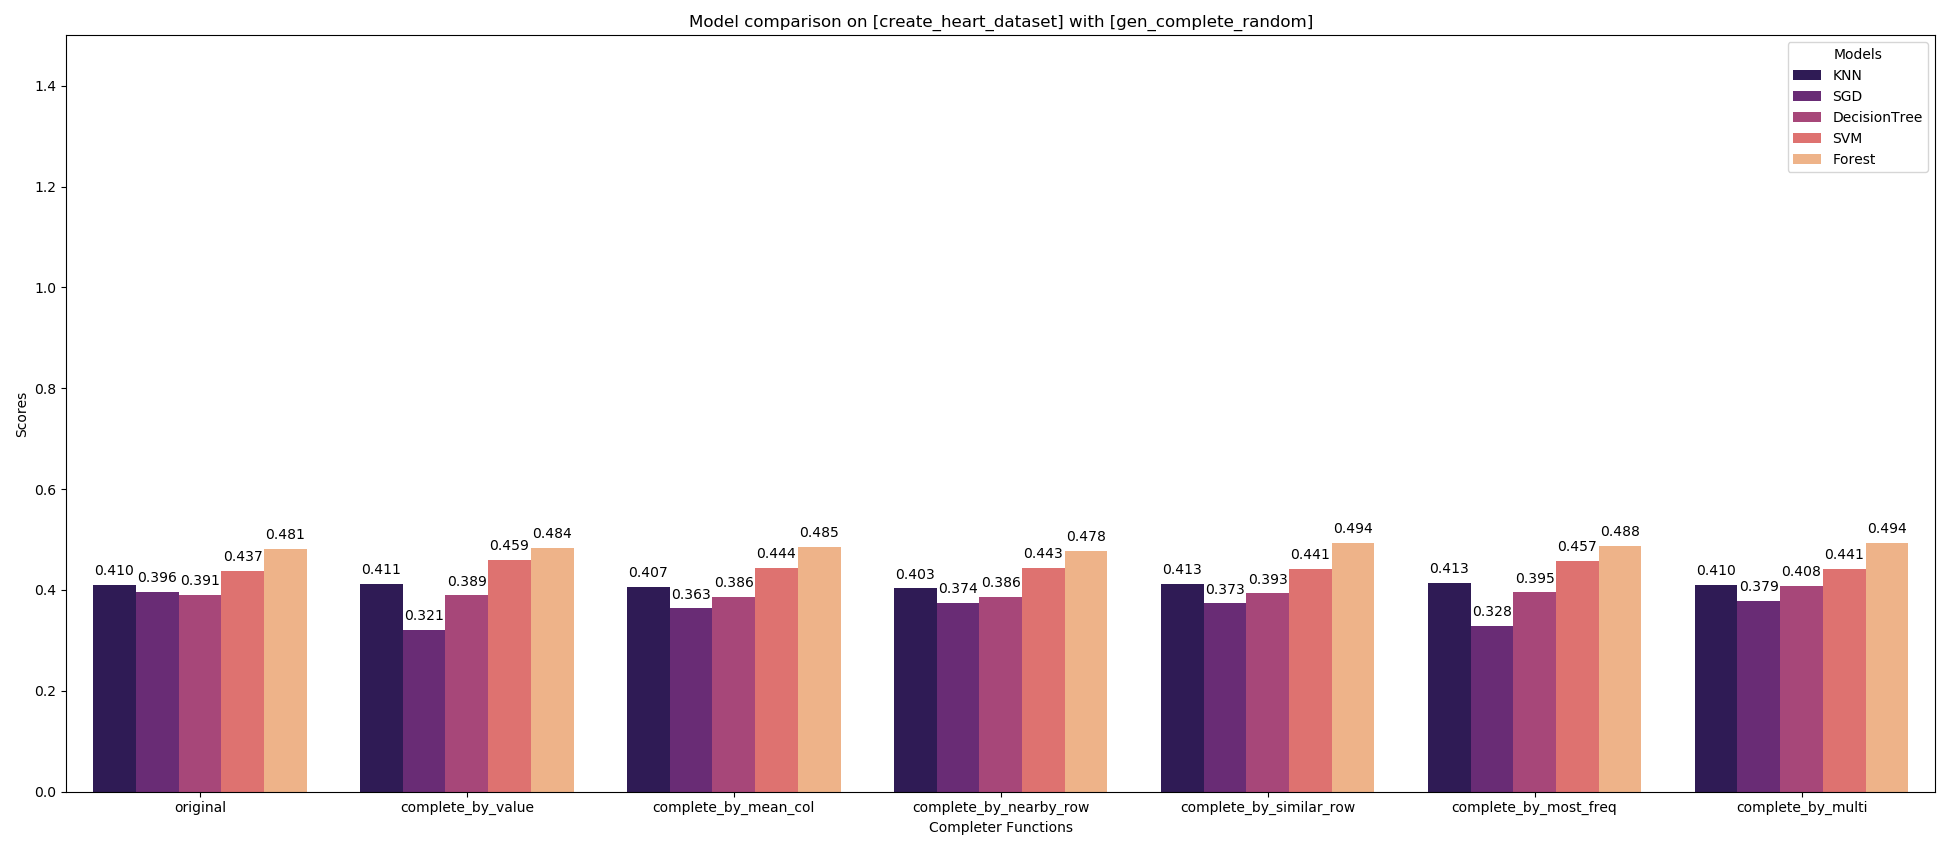 Model comparison on [create_heart_dataset] with [gen_complete_random]
Models
KNN
SGD
DecisionTree
SVM
Forest
Scores
1.4
1.2
1.0
0.8
0.6
0.4
0.2
0.0
0.410 0.396 0.391 0.437 0.481
0.411 0.321 0.389 0.459 0.484
0.407 0.363 0.386 0.444 0.485
0.403 0.374 0.386 0.443 0.478
0.413 0.373 0.393 0.441 0.494
0.413 0.328 0.395 0.457 0.488
0.410 0.379 0.408 0.441 0.494
original complete_by_value complete_by_mean_col complete_by_nearby_row complete_by_similar_row complete_by_most_freq complete_by_multi
Completer Functions